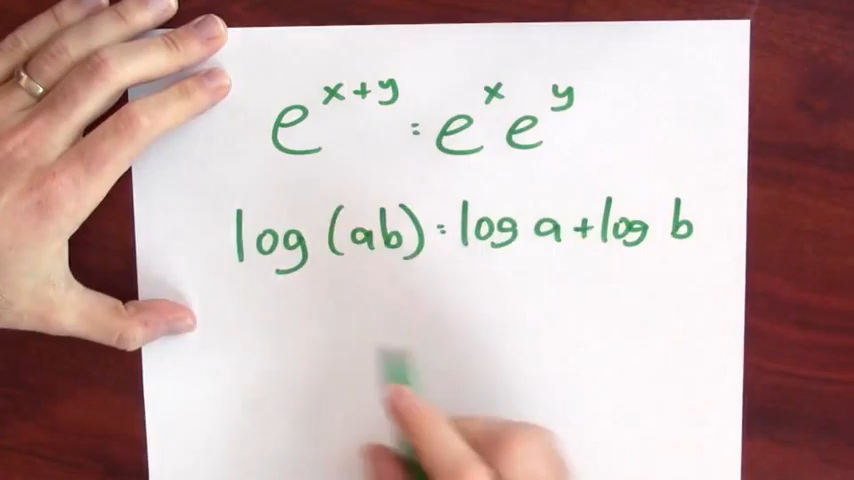 e^{x+y} = e^x e^y
log (ab) = log a + log b